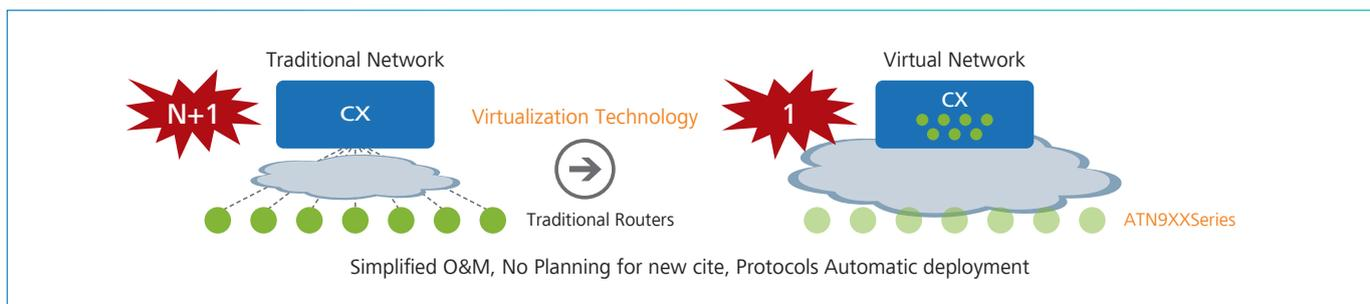 Traditional Network
N+1
CX
Virtualization Technology
Traditional Routers
Virtual Network
1
CX
ATN9XXSeries
Simplified O&M, No Planning for new cite, Protocols Automatic deployment